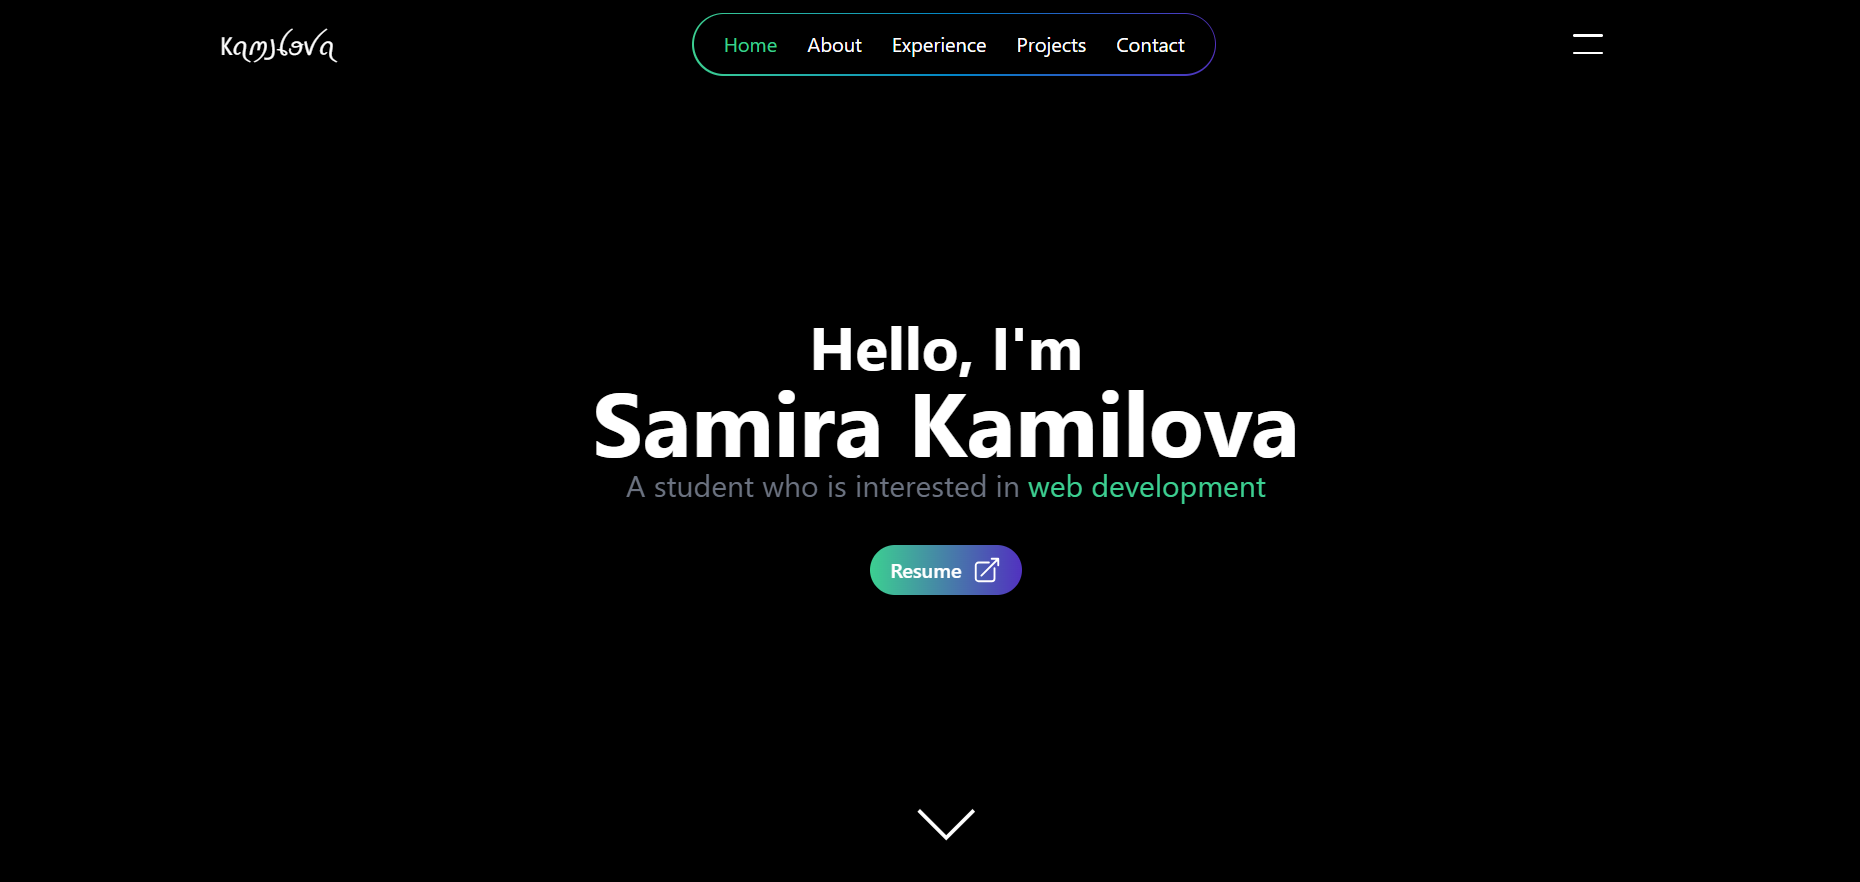 Kamilova
Home About Experience Projects Contact
Hello, I'm
Samira Kamilova
A student who is interested in web development
Resume